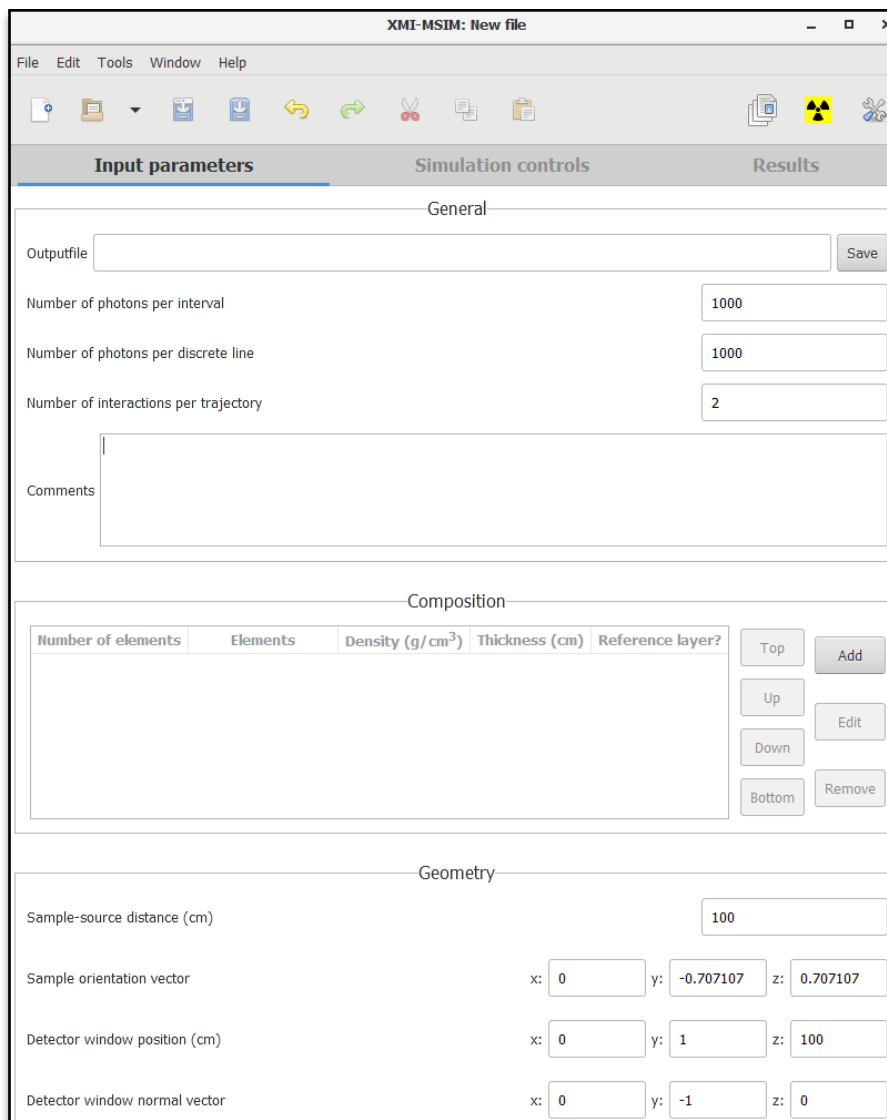 XMI-MSIM: New file
File Edit Tools Window Help
Input parameters Simulation controls Results
General
Outputfile Save
Number of photons per interval 1000
Number of photons per discrete line 1000
Number of interactions per trajectory 2
Comments
Composition
Number of elements Elements Density (g/cm³) Thickness (cm) Reference layer?
Top Add
Up
Edit
Down
Remove
Bottom
Geometry
Sample-source distance (cm) 100
Sample orientation vector x: 0 y: -0.707107 z: 0.707107
Detector window position (cm) x: 0 y: 1 z: 100
Detector window normal vector x: 0 y: -1 z: 0